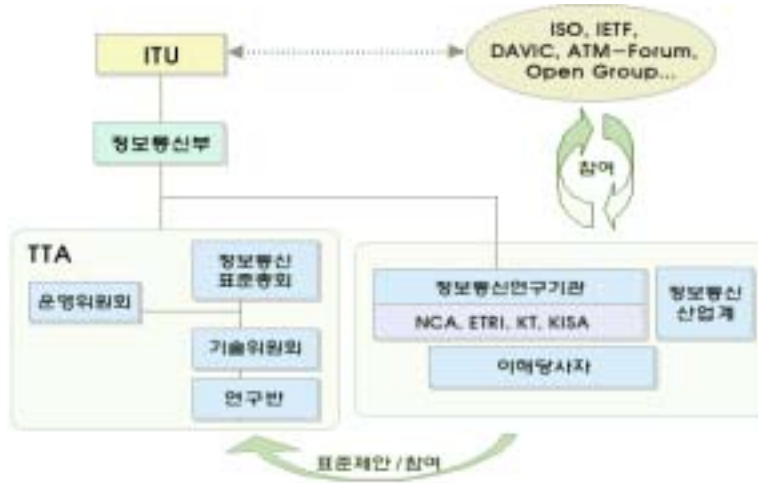 ITU
ISO, IETF,
DAVIC, ATM-Forum,
Open Group...
정보통신부
참여
TTA
정보통신
표준총회
운영위원회
기술위원회
연구반
정보통신연구기관
NCA, ETRI, KT, KISA
정보통신
산업계
이해당사자
표준제안/참여